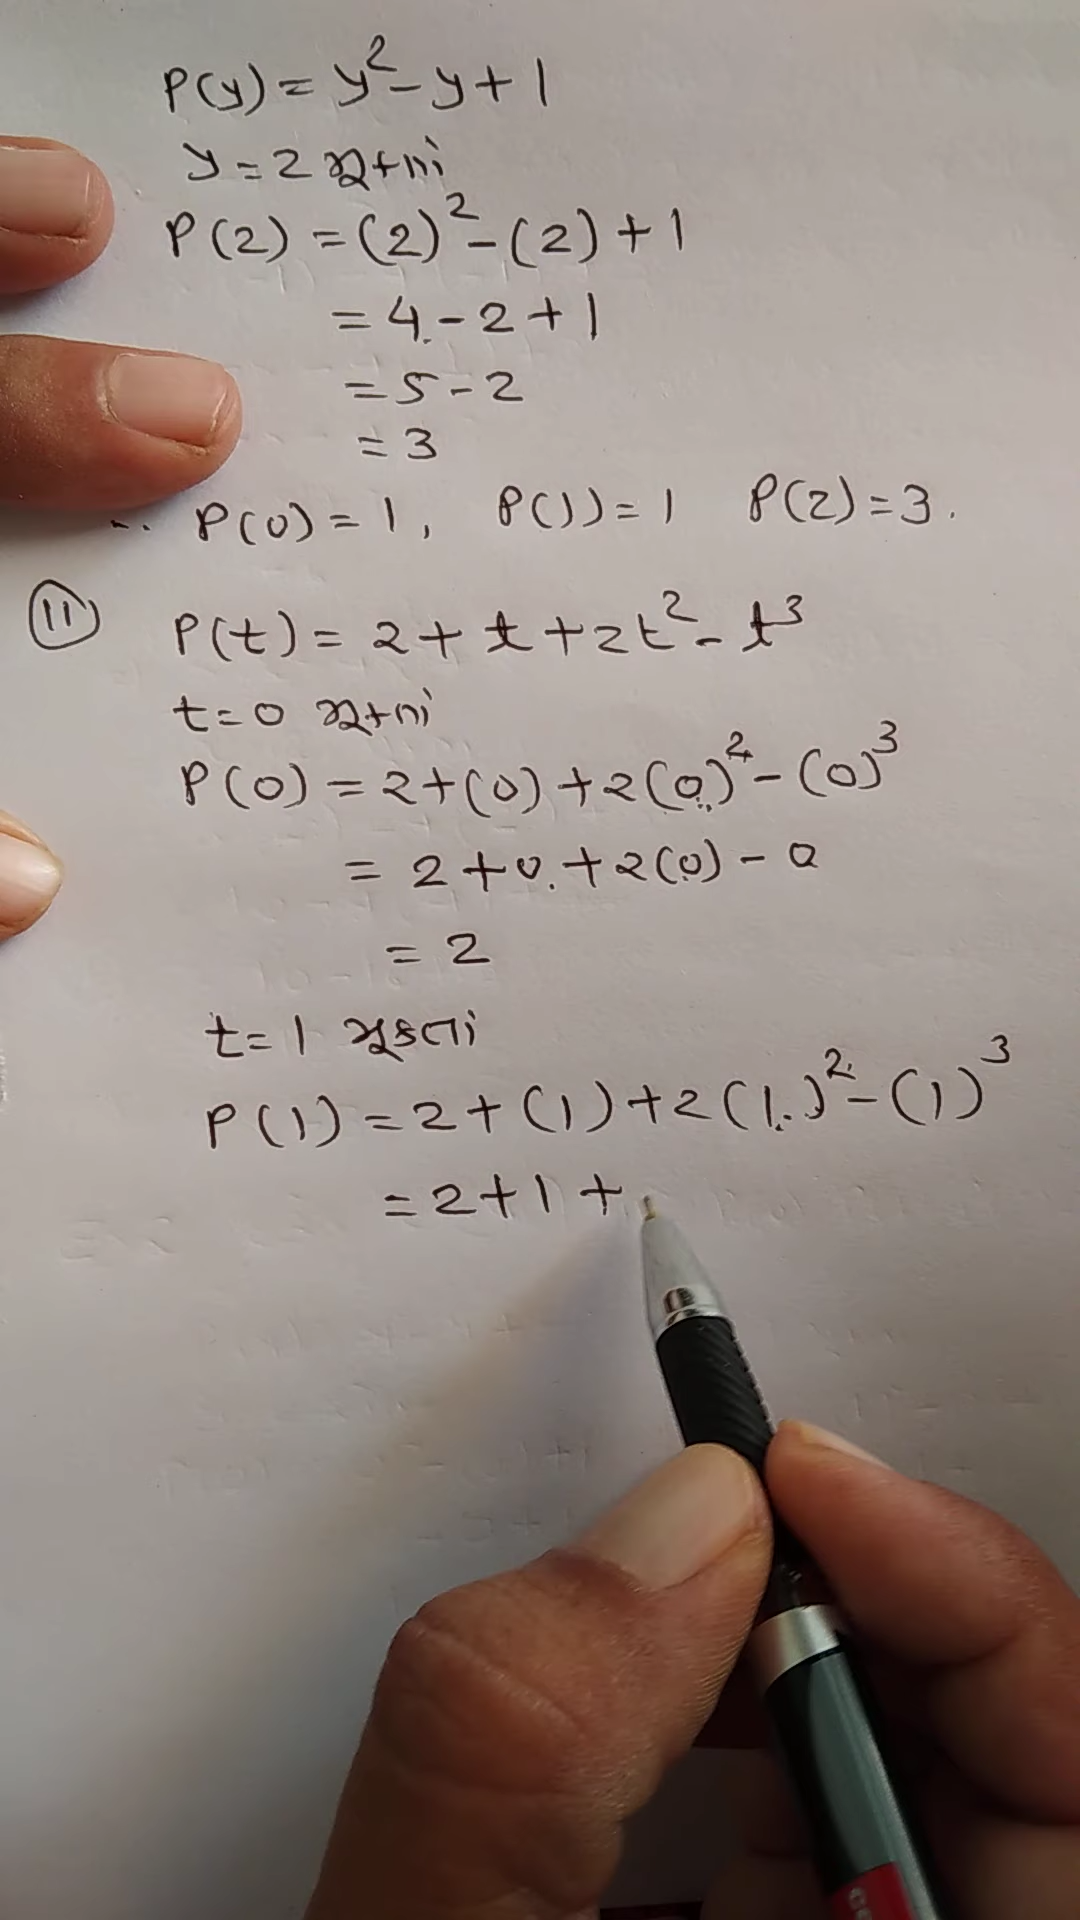 P(y) = y² - y + 1
y = 2 મૂકતાં
P(2) = (2)² - (2) + 1
= 4 - 2 + 1
= 5 - 2
= 3
∴ P(0) = 1, P(1) = 1 P(2) = 3.
(11) P(t) = 2 + t + 2t² - t³
t = 0 મૂકતાં
P(0) = 2 + (0) + 2(0)² - (0)³
= 2 + 0 + 2(0) - 0
= 2
t = 1 મૂકતાં
P(1) = 2 + (1) + 2(1)² - (1)³
= 2 + 1 +